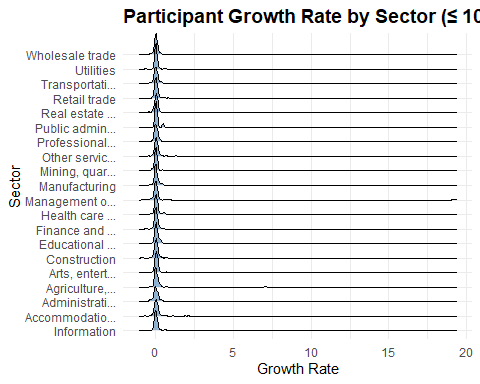 Participant Growth Rate by Sector (≤ 10
Wholesale trade
Utilities
Transportati...
Retail trade
Real estate ...
Public admin...
Professional...
Other servic...
Mining, quar...
Manufacturing
Management o...
Health care ...
Finance and ...
Educational ...
Construction
Arts, entert...
Agriculture,...
Administrati...
Accommodatio...
Information
Sector
0 5 10 15 20
Growth Rate